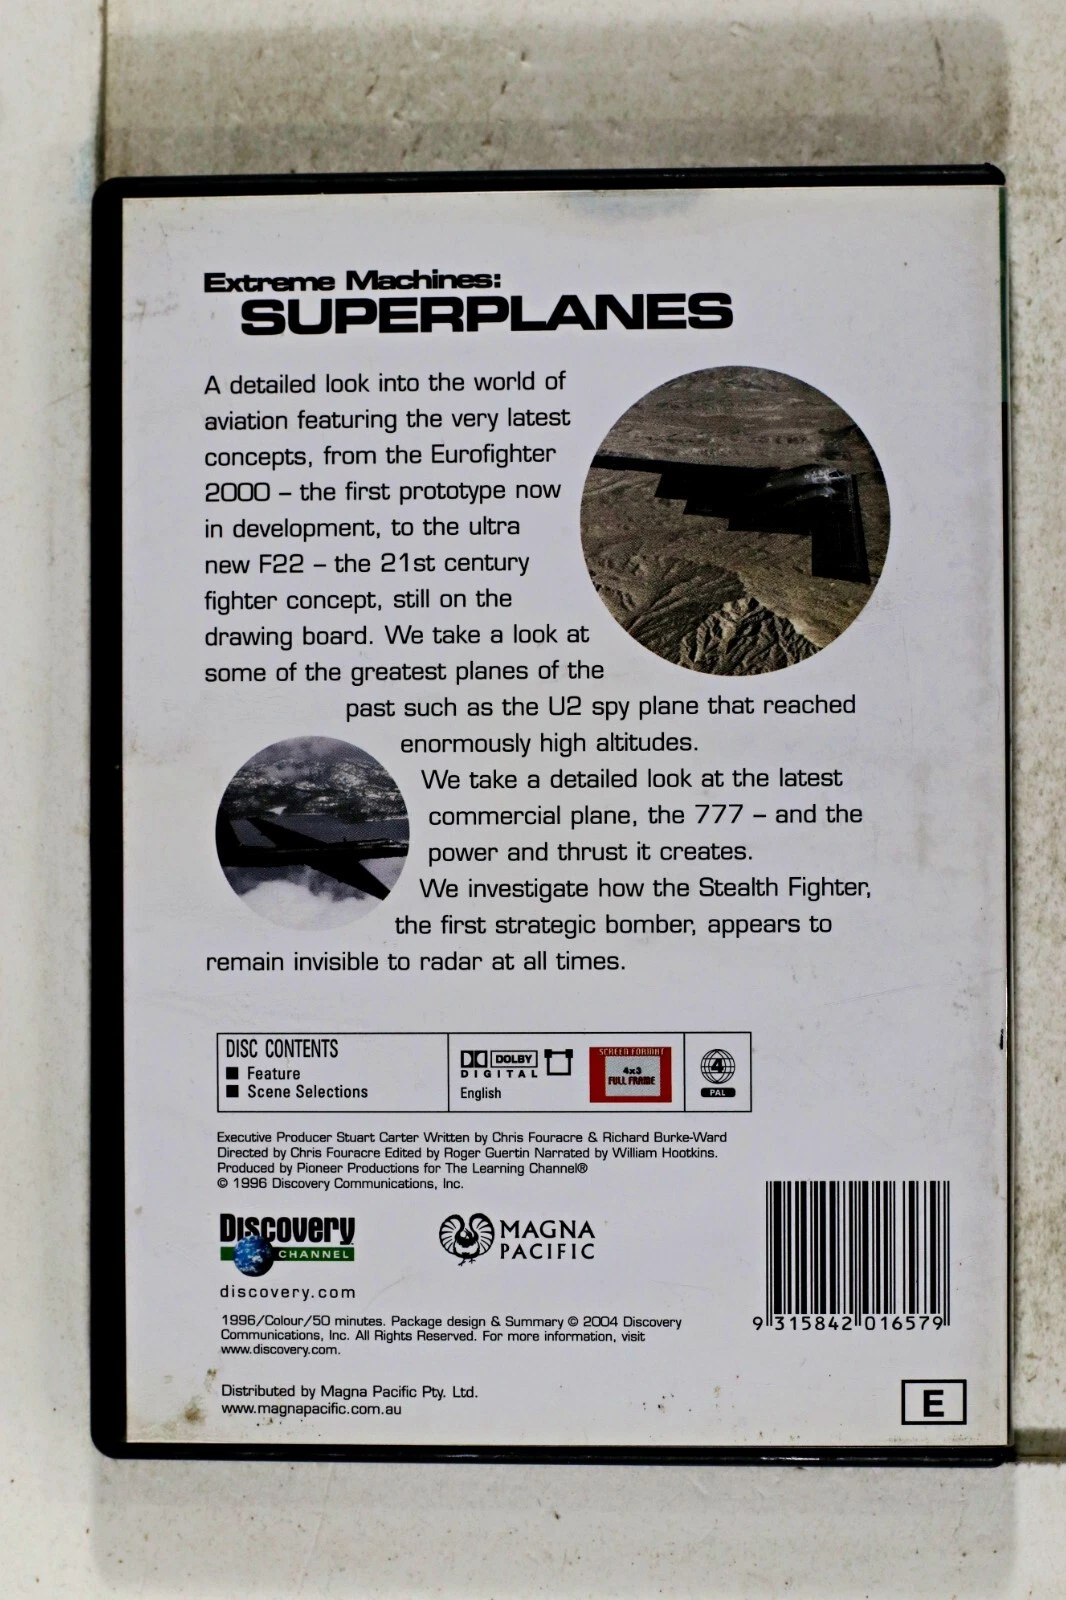 Extreme Machines:
SUPERPLANES
A detailed look into the world of
aviation featuring the very latest
concepts, from the Eurofighter
2000 – the first prototype now
in development, to the ultra
new F22 – the 21st century
fighter concept, still on the
drawing board. We take a look at
some of the greatest planes of the
past such as the U2 spy plane that reached
enormously high altitudes.
We take a detailed look at the latest
commercial plane, the 777 – and the
power and thrust it creates.
We investigate how the Stealth Fighter,
the first strategic bomber, appears to
remain invisible to radar at all times.
DISC CONTENTS
■ Feature
■ Scene Selections
DOLBY
DIGITAL
English
SCREEN FORMAT
4x3
FULL FRAME
4
PAL
Executive Producer Stuart Carter Written by Chris Fouracre & Richard Burke-Ward
Directed by Chris Fouracre Edited by Roger Guertin Narrated by William Hootkins.
Produced by Pioneer Productions for The Learning Channel®
© 1996 Discovery Communications, Inc.
Discovery
CHANNEL
discovery.com
MAGNA
PACIFIC
1996/Colour/50 minutes. Package design & Summary © 2004 Discovery
Communications, Inc. All Rights Reserved. For more information, visit
www.discovery.com.
Distributed by Magna Pacific Pty. Ltd.
www.magnapacific.com.au
9 315842 016579
E